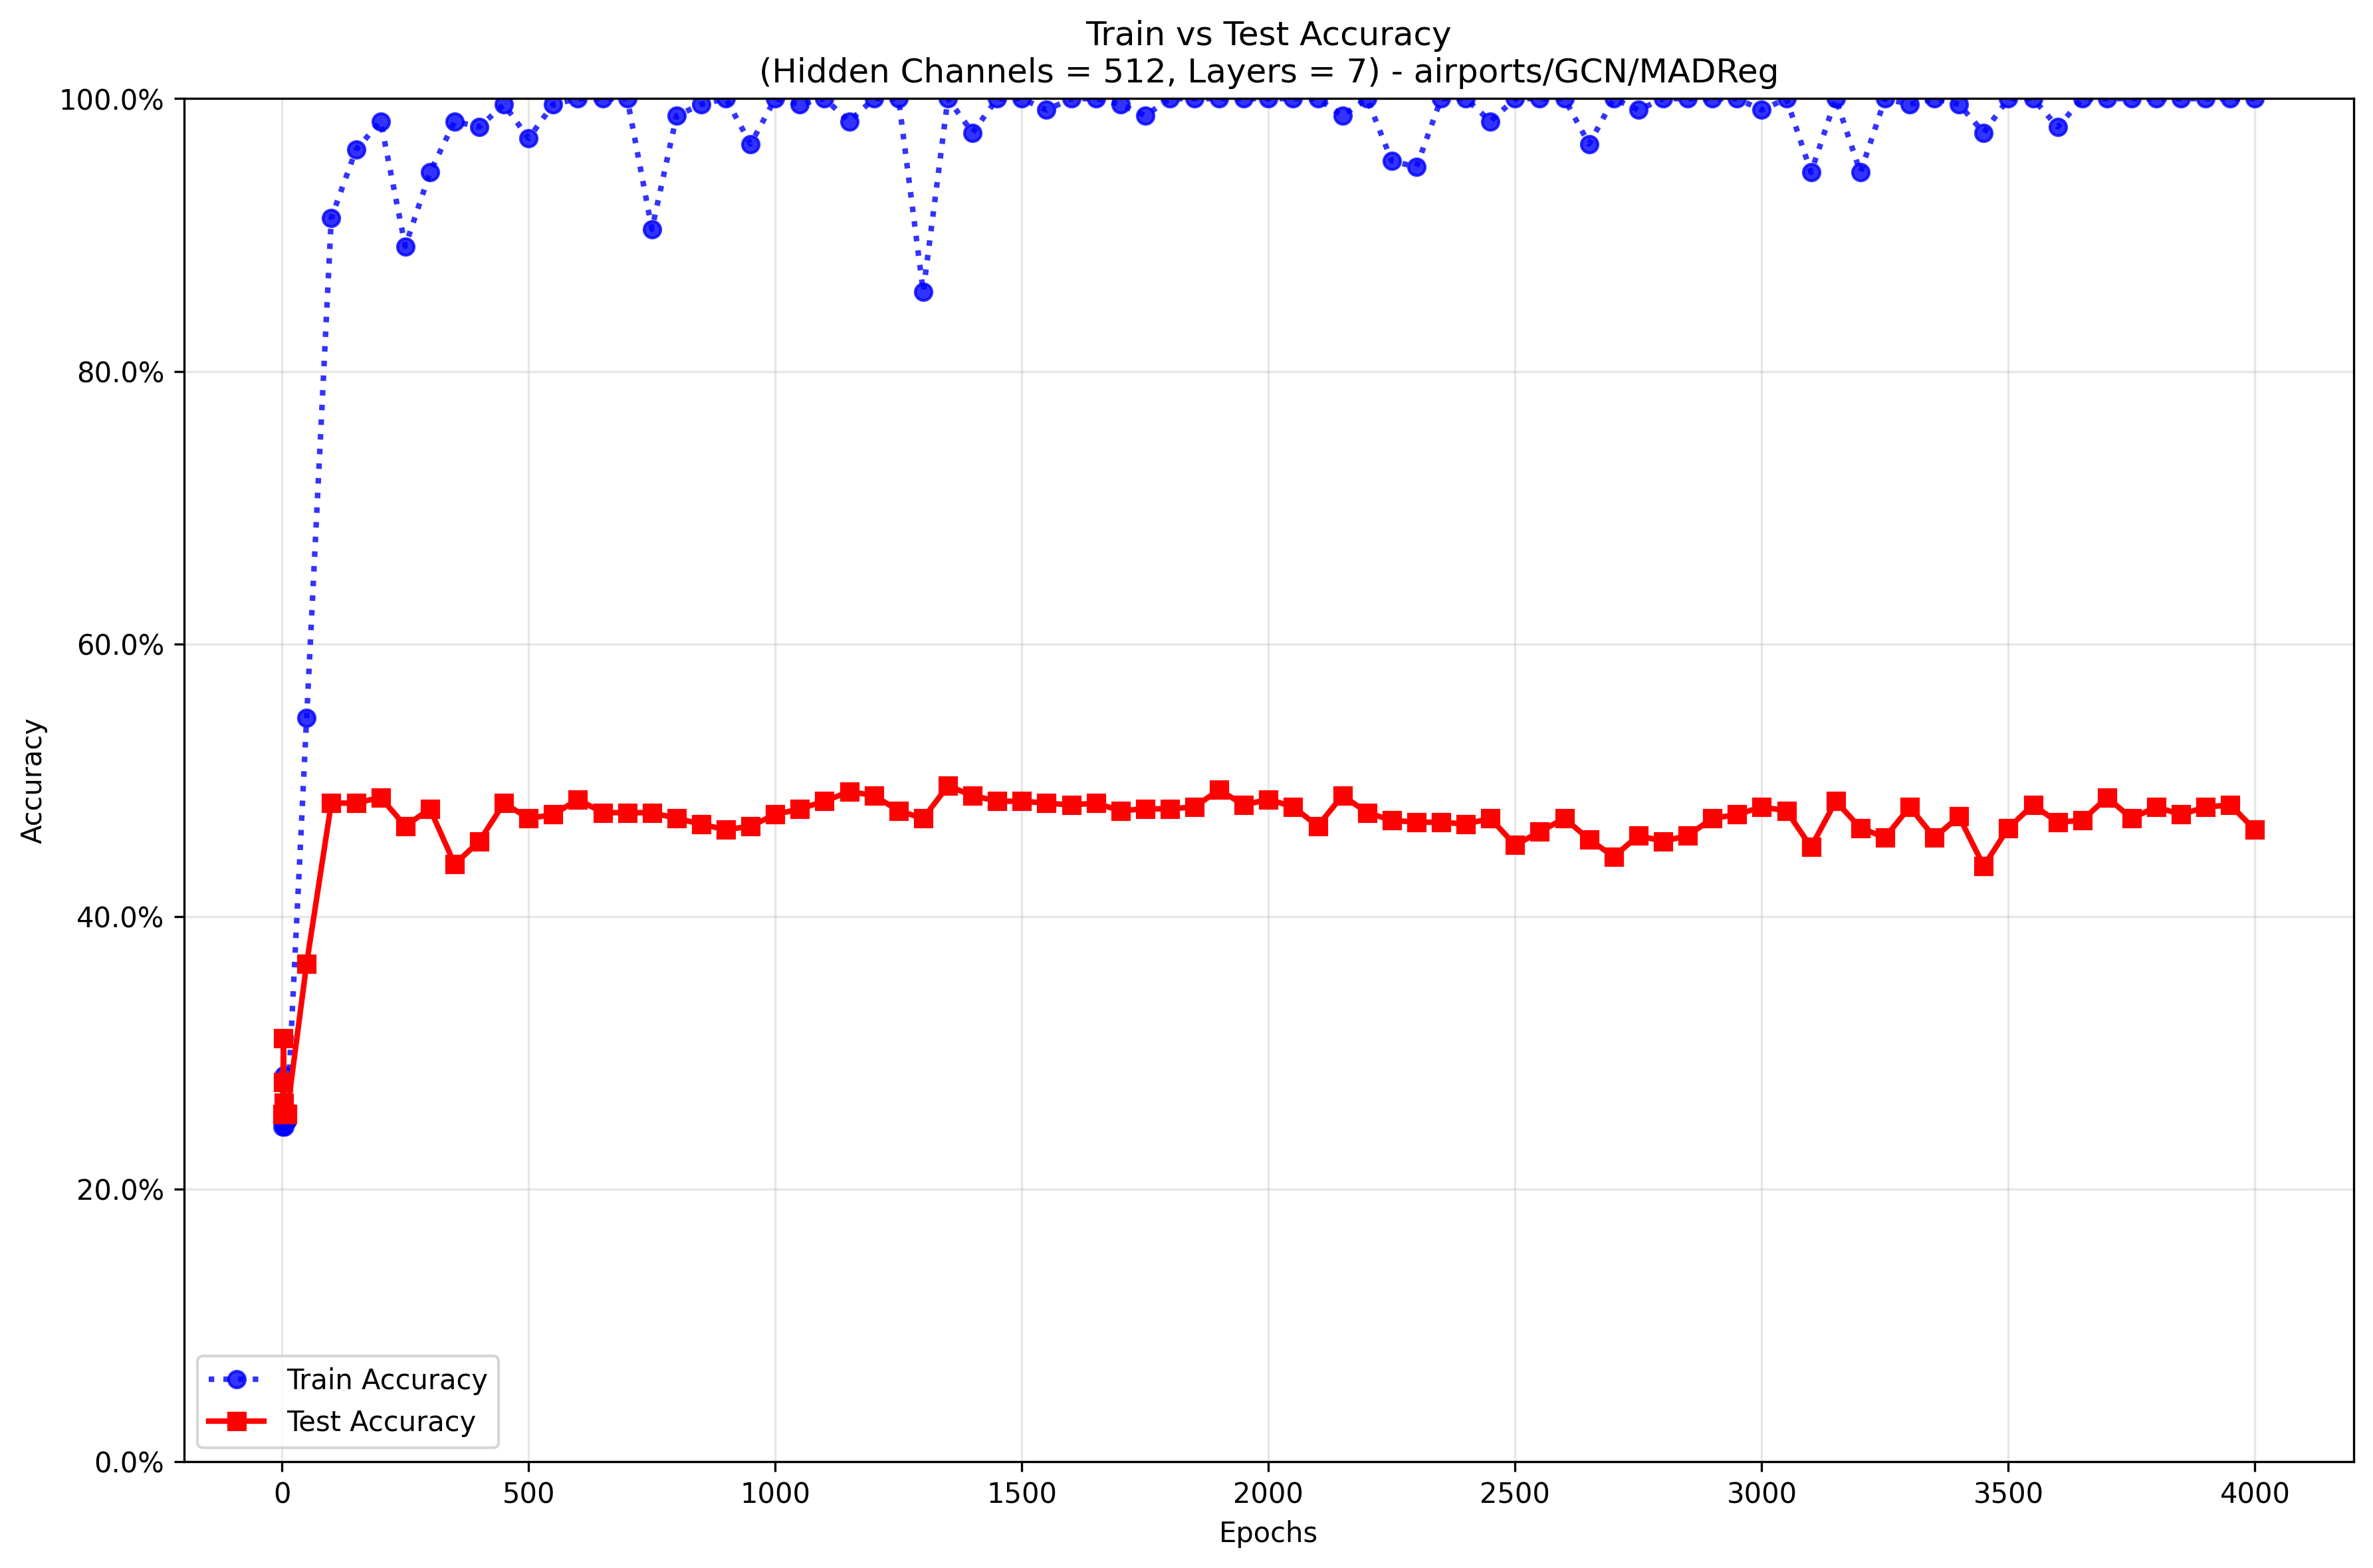 Train vs Test Accuracy
(Hidden Channels = 512, Layers = 7) - airports/GCN/MADReg
100.0%
80.0%
60.0%
40.0%
20.0%
0.0%
Accuracy
Train Accuracy
Test Accuracy
0 500 1000 1500 2000 2500 3000 3500 4000
Epochs